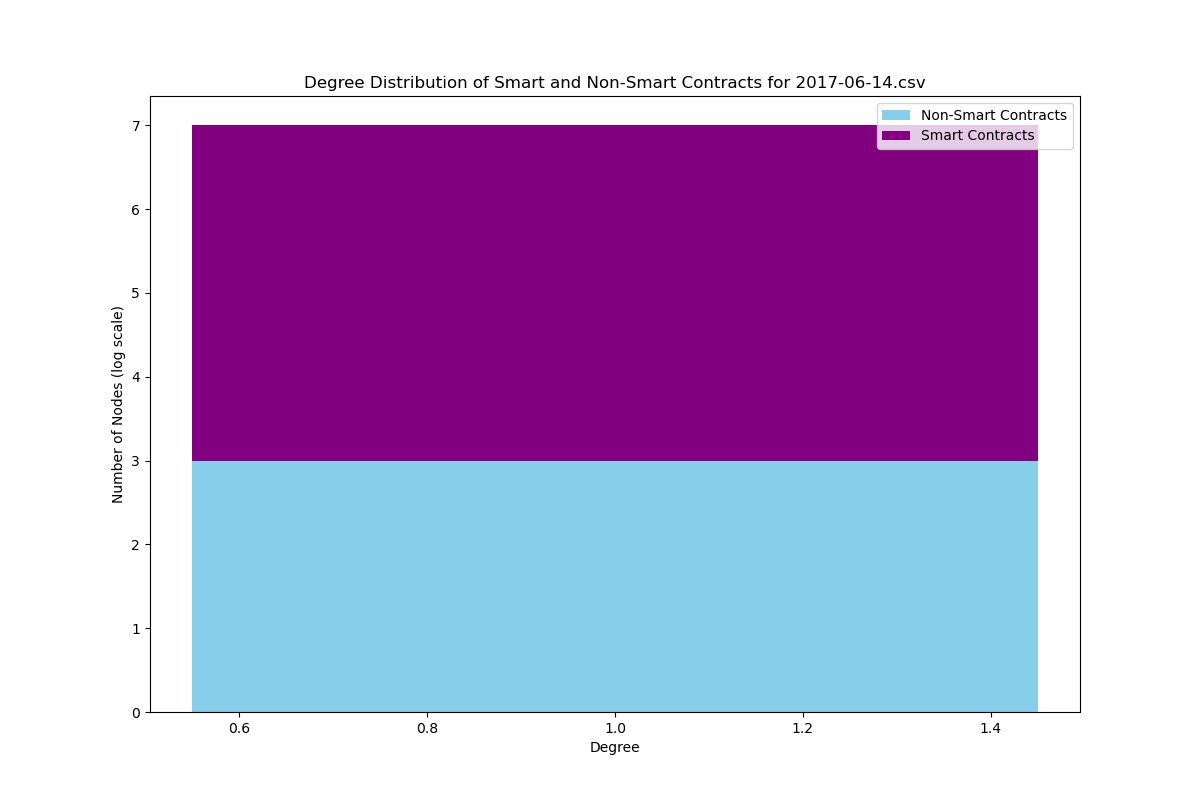 Degree Distribution of Smart and Non-Smart Contracts for 2017-06-14.csv
Non-Smart Contracts
Smart Contracts
Number of Nodes (log scale)
7
6
5
4
3
2
1
0
0.6 0.8 1.0 1.2 1.4
Degree